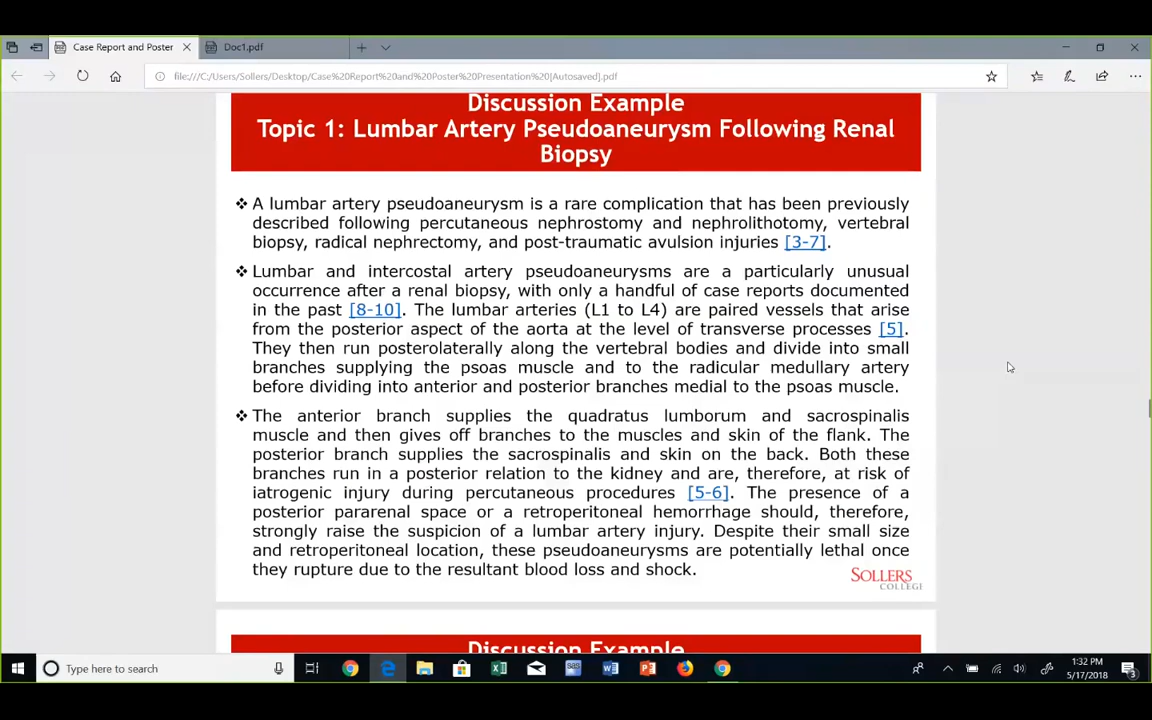 Case Report and Poster
Doc1.pdf
file:///C:/Users/Sollers/Desktop/Case%20Report%20and%20Poster%20Presentation%20[Autosaved].pdf
Discussion Example
Topic 1: Lumbar Artery Pseudoaneurysm Following Renal
Biopsy
❖ A lumbar artery pseudoaneurysm is a rare complication that has been previously
described following percutaneous nephrostomy and nephrolithotomy, vertebral
biopsy, radical nephrectomy, and post-traumatic avulsion injuries [3-7].
❖ Lumbar and intercostal artery pseudoaneurysms are a particularly unusual
occurrence after a renal biopsy, with only a handful of case reports documented
in the past [8-10]. The lumbar arteries (L1 to L4) are paired vessels that arise
from the posterior aspect of the aorta at the level of transverse processes [5].
They then run posterolaterally along the vertebral bodies and divide into small
branches supplying the psoas muscle and to the radicular medullary artery
before dividing into anterior and posterior branches medial to the psoas muscle.
❖ The anterior branch supplies the quadratus lumborum and sacrospinalis
muscle and then gives off branches to the muscles and skin of the flank. The
posterior branch supplies the sacrospinalis and skin on the back. Both these
branches run in a posterior relation to the kidney and are, therefore, at risk of
iatrogenic injury during percutaneous procedures [5-6]. The presence of a
posterior pararenal space or a retroperitoneal hemorrhage should, therefore,
strongly raise the suspicion of a lumbar artery injury. Despite their small size
and retroperitoneal location, these pseudoaneurysms are potentially lethal once
they rupture due to the resultant blood loss and shock.
SOLLERS
COLLEGE
Discussion Example
Type here to search
1:32 PM
5/17/2018